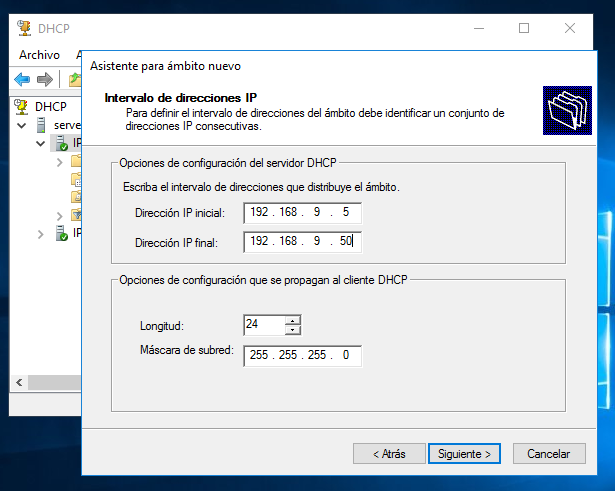 DHCP
Archivo A
DHCP
serve
IP
IP
Asistente para ámbito nuevo
Intervalo de direcciones IP
Para definir el intervalo de direcciones del ámbito debe identificar un conjunto de
direcciones IP consecutivas.
Opciones de configuración del servidor DHCP
Escriba el intervalo de direcciones que distribuye el ámbito.
Dirección IP inicial: 192 . 168 . 9 . 5
Dirección IP final: 192 . 168 . 9 . 50
Opciones de configuración que se propagan al cliente DHCP
Longitud: 24
Máscara de subred: 255 . 255 . 255 . 0
< Atrás Siguiente > Cancelar